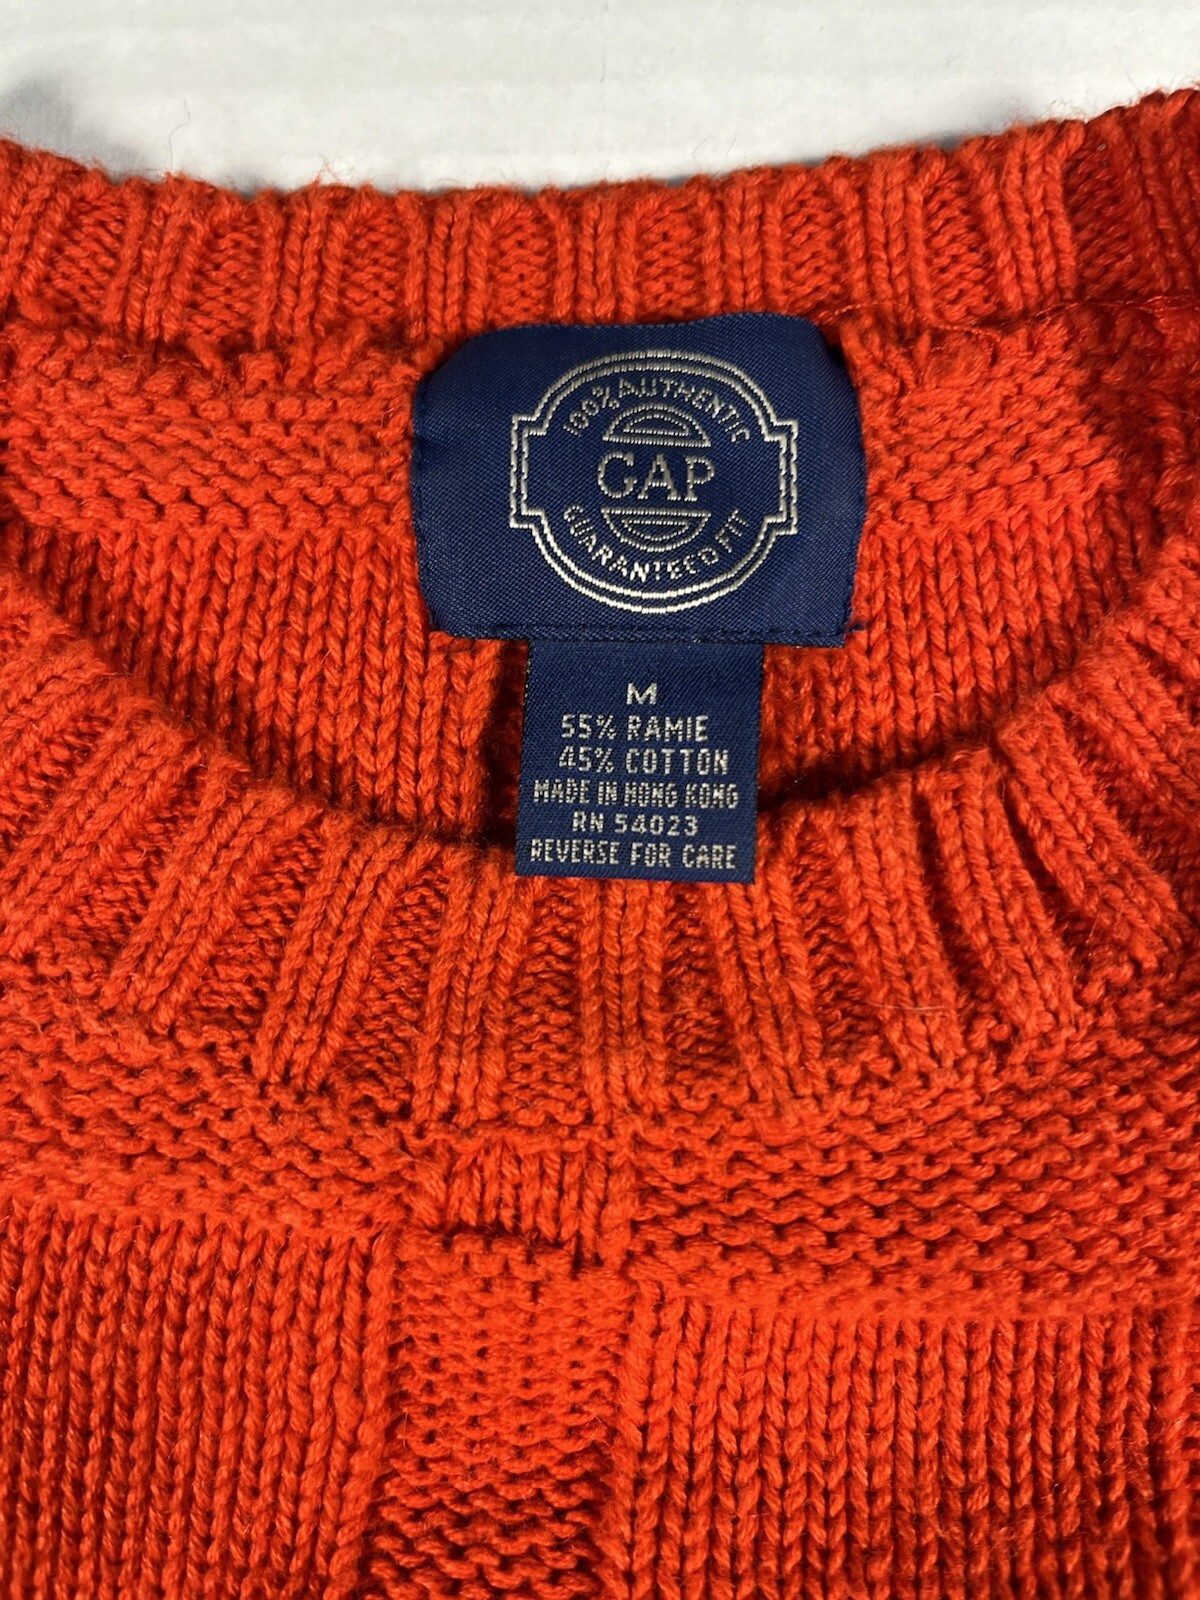 100% AUTHENTIC
GAP
GUARANTEED FIT
M
55% RAMIE
45% COTTON
MADE IN HONG KONG
RN 54023
REVERSE FOR CARE